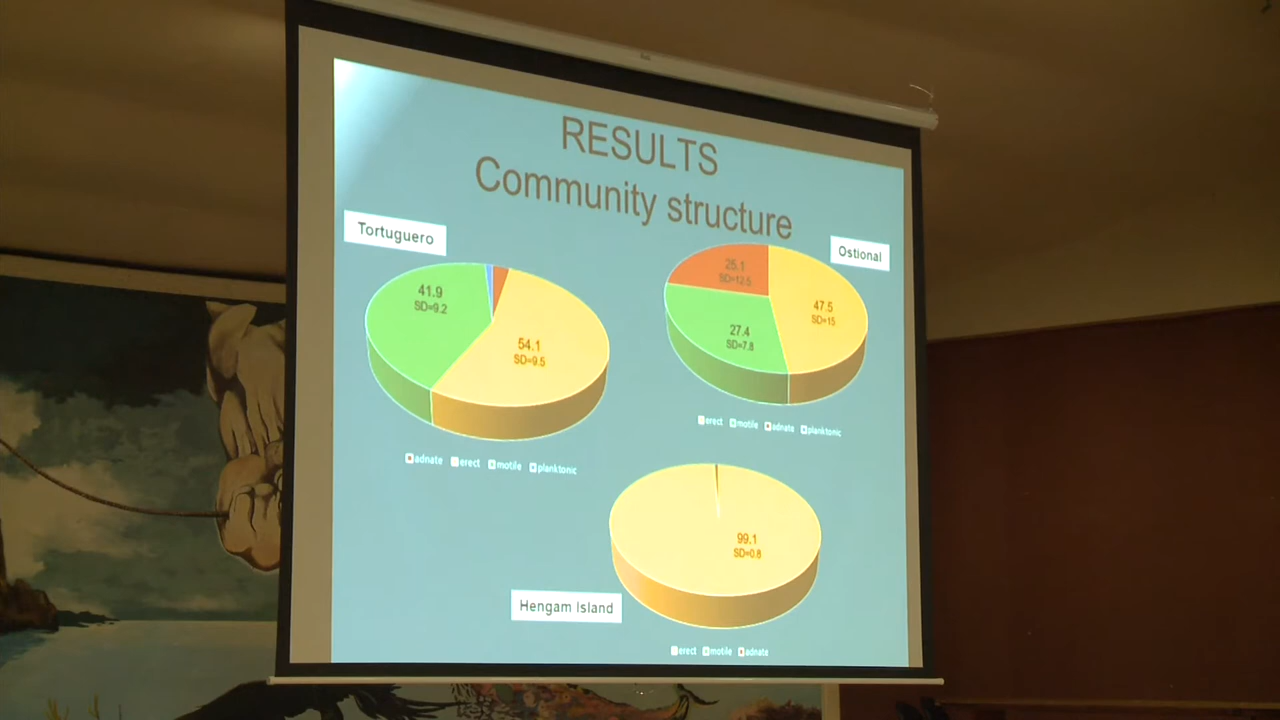 RESULTS
Community structure
Tortuguero
Ostional
41.9
SD=9.2
54.1
SD=9.5
25.1
SD=12.5
47.5
SD=15
27.4
SD=7.8
erect motile adnate planktonic
adnate erect motile planktonic
99.1
SD=0.8
Hengam Island
erect motile adnate